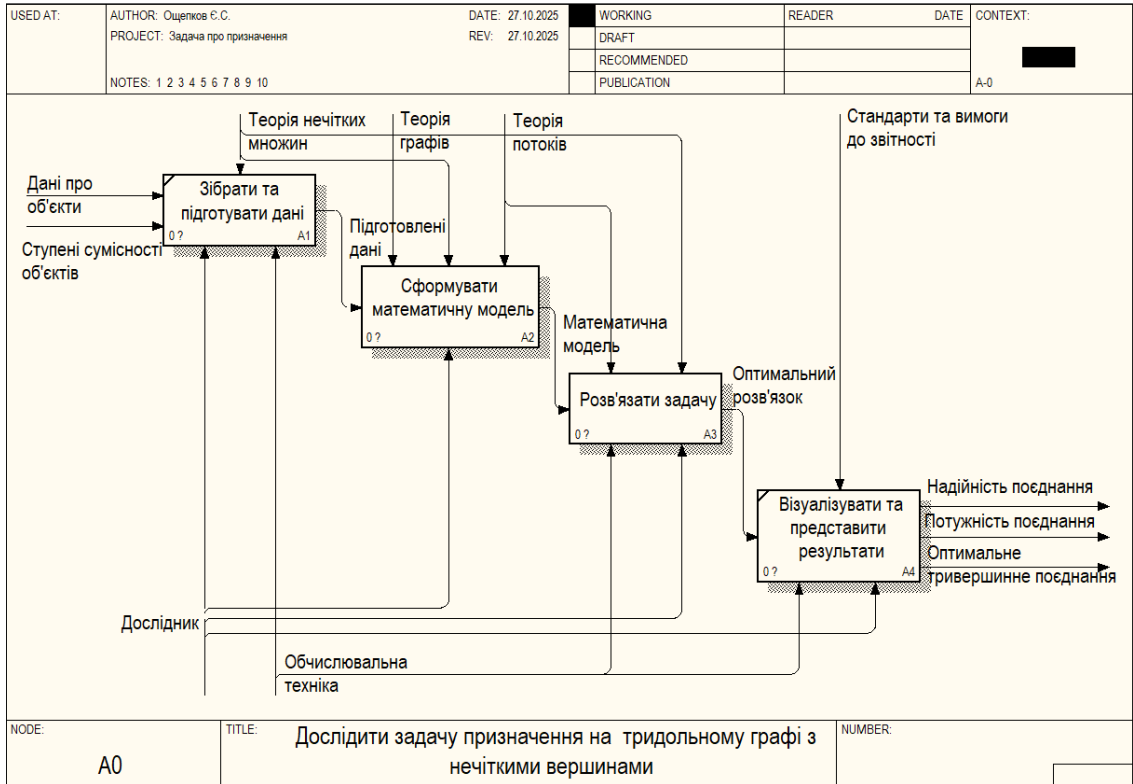 USED AT:
AUTHOR: Ощепков Є.С.
DATE: 27.10.2025
PROJECT: Задача про призначення
REV: 27.10.2025
NOTES: 1 2 3 4 5 6 7 8 9 10
WORKING
DRAFT
RECOMMENDED
PUBLICATION
READER
DATE
CONTEXT:
A-0
Теорія нечітких
множин
Теорія
графів
Теорія
потоків
Стандарти та вимоги
до звітності
Дані про
об'єкти
Ступені сумісності
об'єктів
Зібрати та
підготувати дані
0 ?
A1
Підготовлені
дані
Сформувати
математичну модель
0 ?
A2
Математична
модель
Розв'язати задачу
0 ?
A3
Оптимальний
розв'язок
Візуалізувати та
представити
результати
0 ?
A4
Надійність поєднання
Потужність поєднання
Оптимальне
тривершинне поєднання
Дослідник
Обчислювальна
техніка
NODE:
A0
TITLE:
Дослідити задачу призначення на тридольному графі з
нечіткими вершинами
NUMBER: